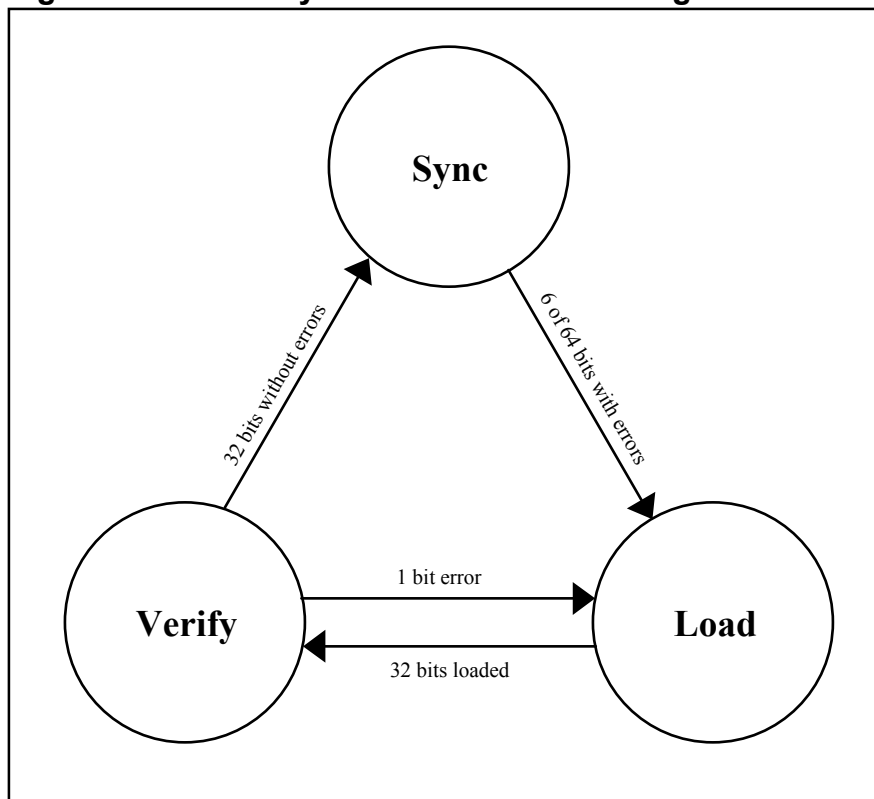 Sync
32 bits without errors
6 of 64 bits with errors
1 bit error
Verify
Load
32 bits loaded